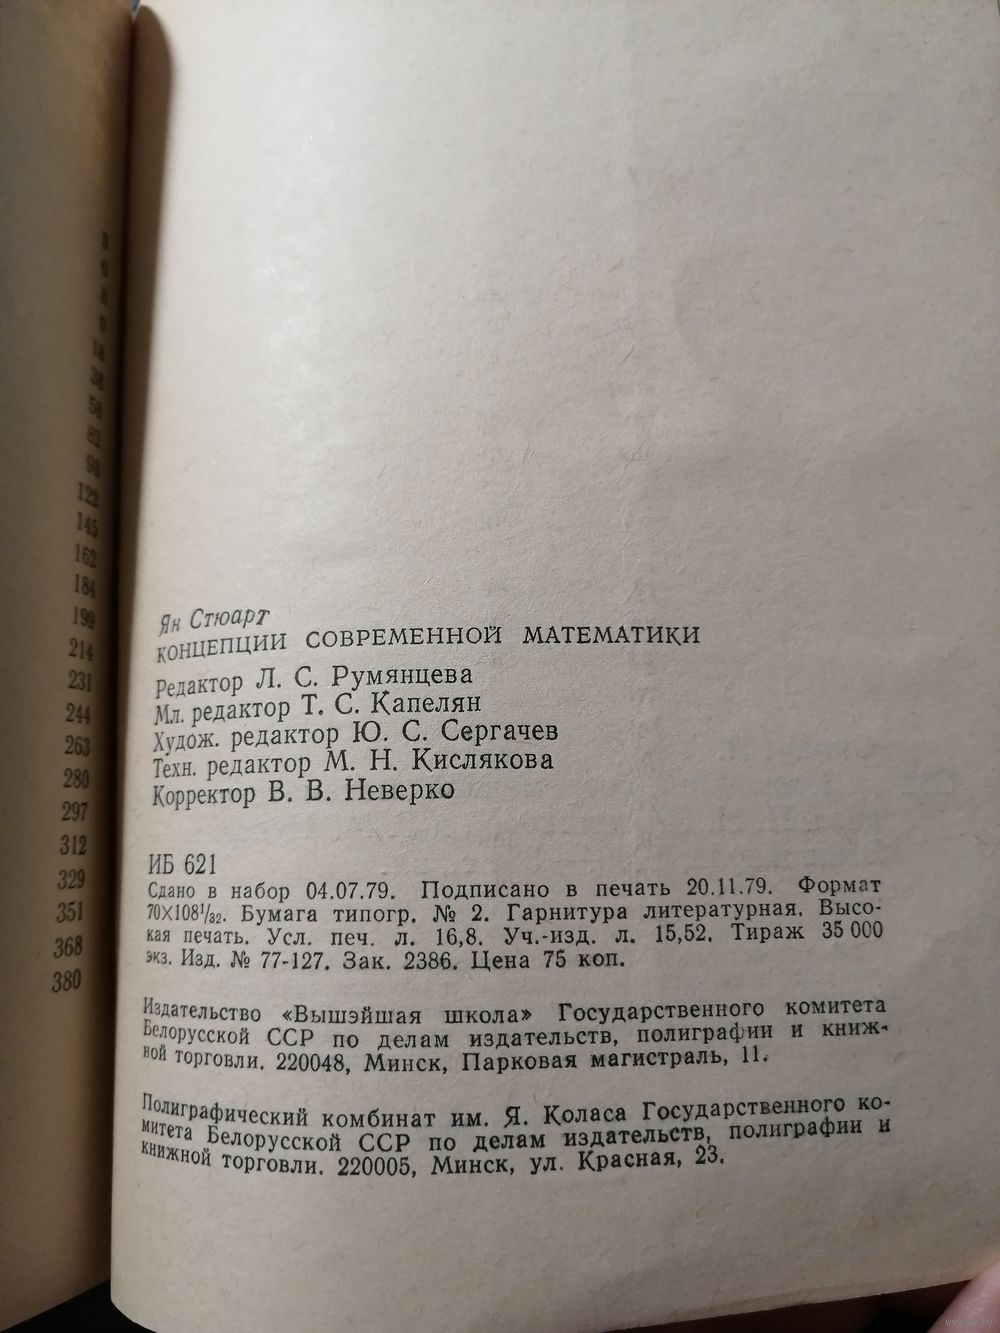 3
6
8
9
18
38
58
82
98
122
145
162
184
199
214
231
244
263
280
297
312
329
351
368
380
Ян Стюарт
КОНЦЕПЦИИ СОВРЕМЕННОЙ МАТЕМАТИКИ
Редактор Л. С. Румянцева
Мл. редактор Т. С. Капелян
Худож. редактор Ю. С. Сергачев
Техн. редактор М. Н. Кислякова
Корректор В. В. Неверко
ИБ 621
Сдано в набор 04.07.79. Подписано в печать 20.11.79. Формат
70×108¹/₃₂. Бумага типогр. № 2. Гарнитура литературная. Высо-
кая печать. Усл. печ. л. 16,8. Уч.-изд. л. 15,52. Тираж 35 000
экз. Изд. № 77-127. Зак. 2386. Цена 75 коп.
Издательство «Вышэйшая школа» Государственного комитета
Белорусской ССР по делам издательств, полиграфии и книж-
ной торговли. 220048, Минск, Парковая магистраль, 11.
Полиграфический комбинат им. Я. Коласа Государственного ко-
митета Белорусской ССР по делам издательств, полиграфии и
книжной торговли. 220005, Минск, ул. Красная, 23.